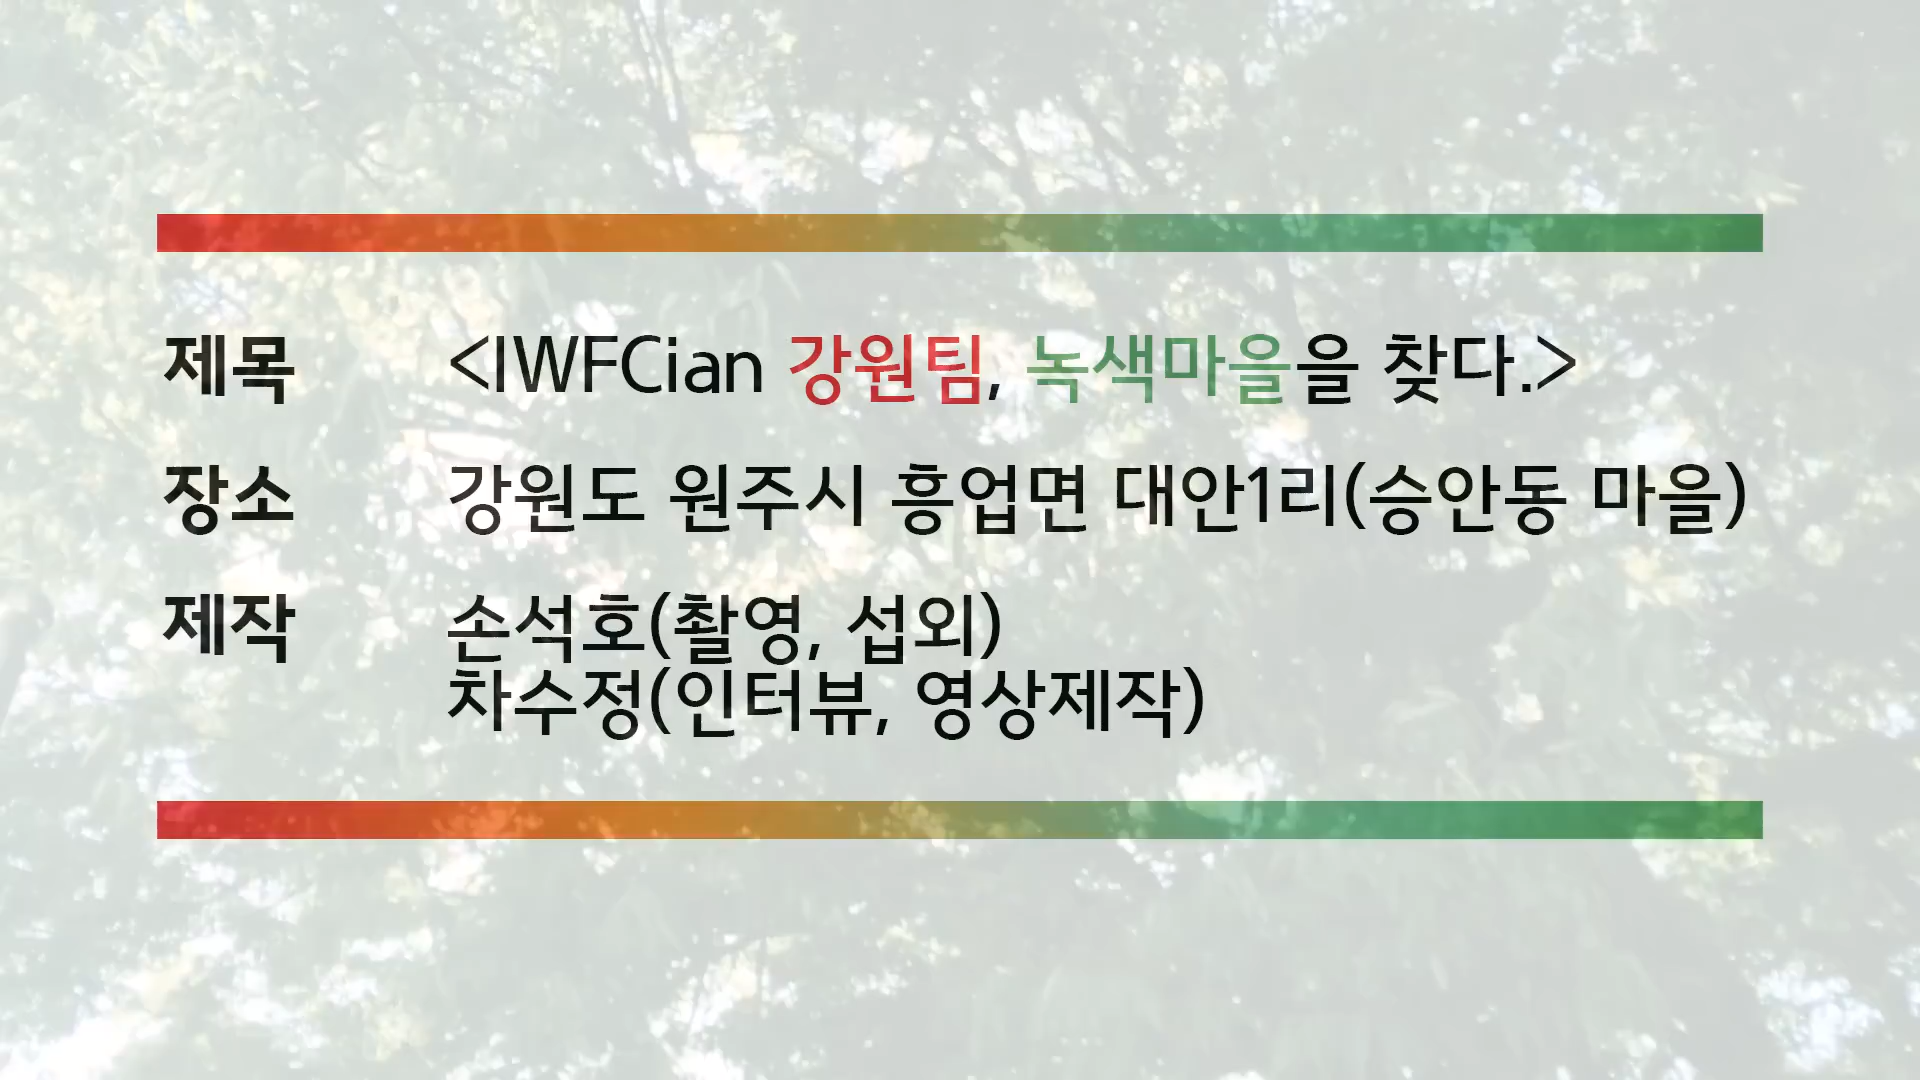 제목 <IWFCian 강원팀, 녹색마을을 찾다.>
장소 강원도 원주시 흥업면 대안1리(승안동 마을)
제작 손석호(촬영, 섭외)
차수정(인터뷰, 영상제작)